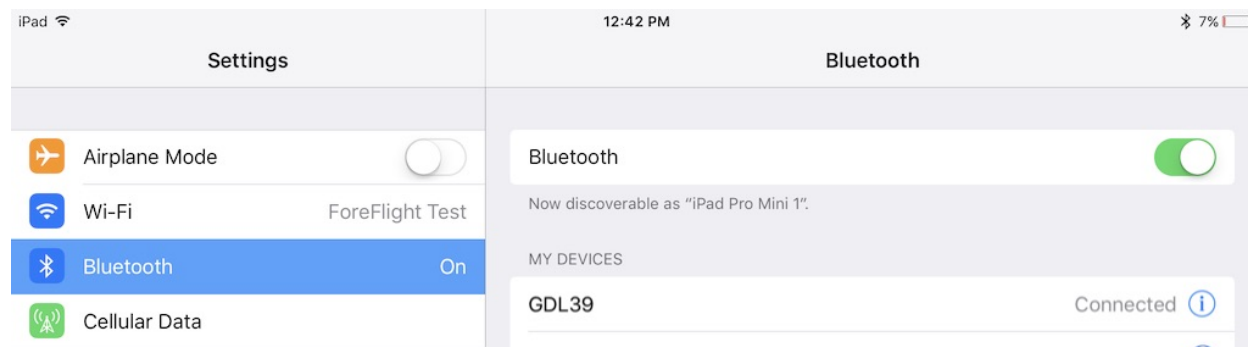 iPad 12:42 PM 7%
Settings
Bluetooth
Airplane Mode
Wi-Fi ForeFlight Test
Bluetooth On
Cellular Data
Bluetooth
Now discoverable as “iPad Pro Mini 1”.
MY DEVICES
GDL39 Connected